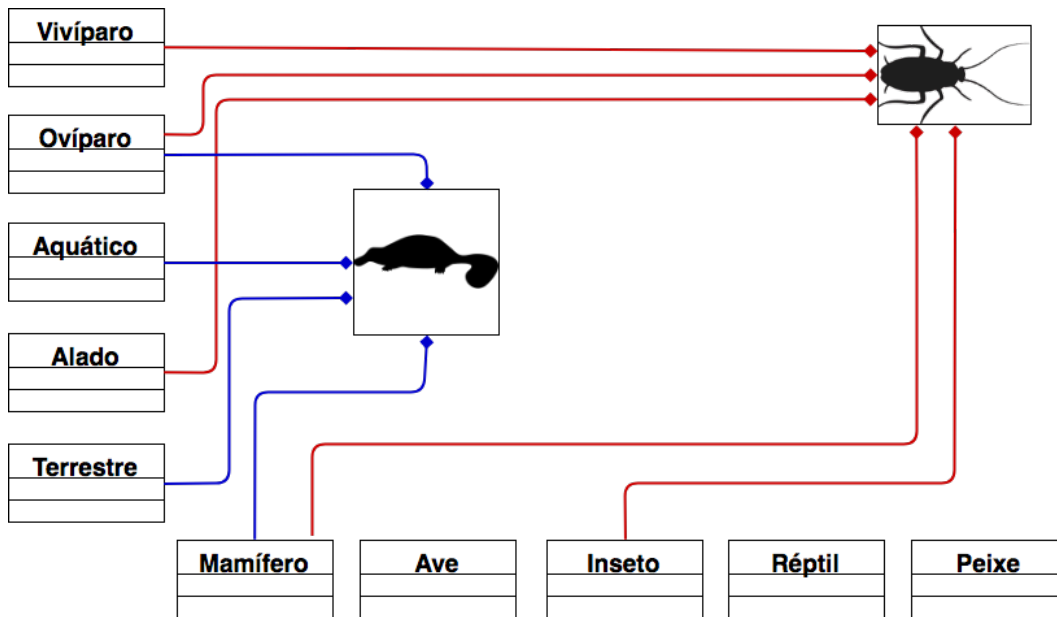 Vivíparo
Ovíparo
Aquático
Alado
Terrestre
Mamífero
Ave
Inseto
Réptil
Peixe